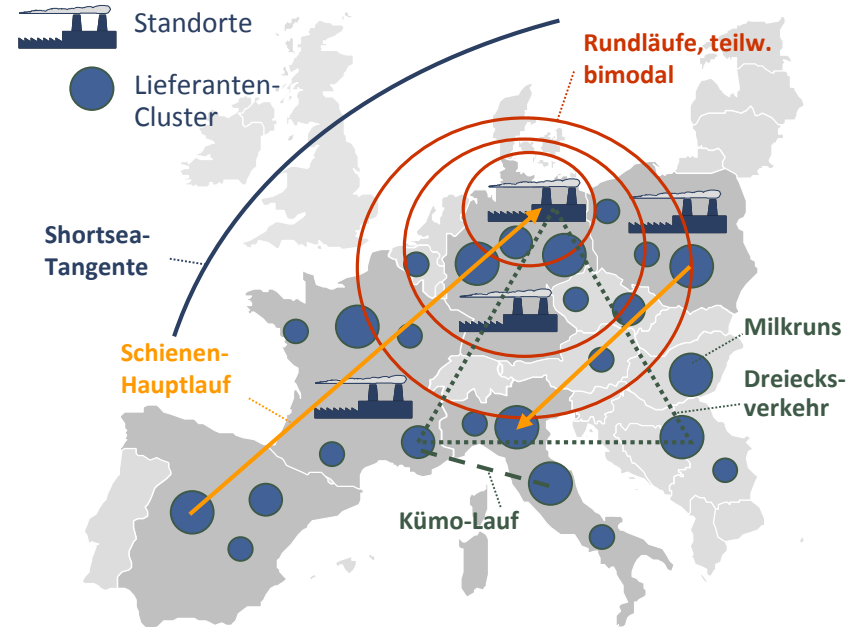 Standorte
Lieferanten-
Cluster
Rundläufe, teilw.
bimodal
Shortsea-
Tangente
Schienen-
Hauptlauf
Milkruns
Dreiecks-
verkehr
Kümo-Lauf